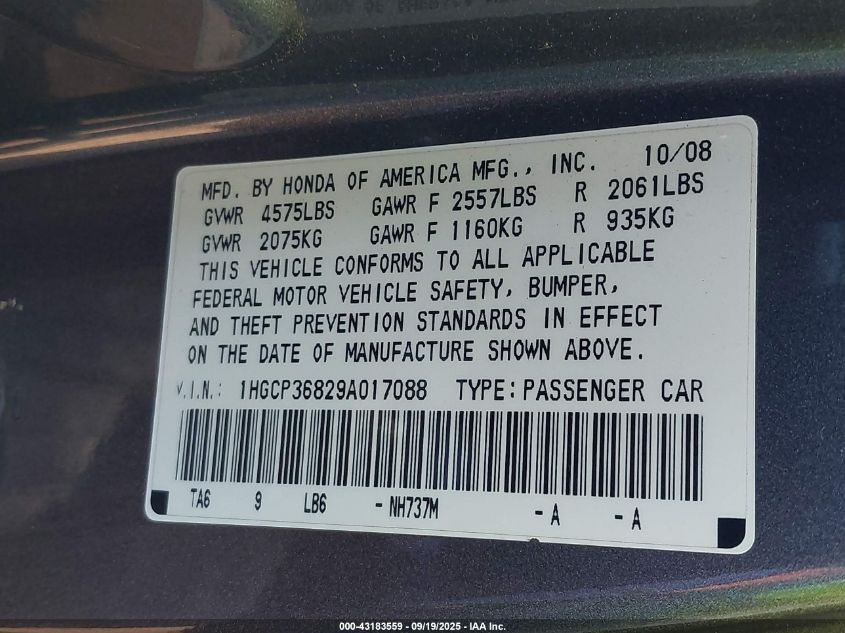 MFD. BY HONDA OF AMERICA MFG., INC. 10/08
GVWR 4575LBS GAWR F 2557LBS R 2061LBS
GVWR 2075KG GAWR F 1160KG R 935KG
THIS VEHICLE CONFORMS TO ALL APPLICABLE
FEDERAL MOTOR VEHICLE SAFETY, BUMPER,
AND THEFT PREVENTION STANDARDS IN EFFECT
ON THE DATE OF MANUFACTURE SHOWN ABOVE.
V.I.N.: 1HGCP36829A017088 TYPE: PASSENGER CAR
TA6 9 LB6 - NH737M - A - A
000-43183559 - 09/19/2025 - IAA Inc.